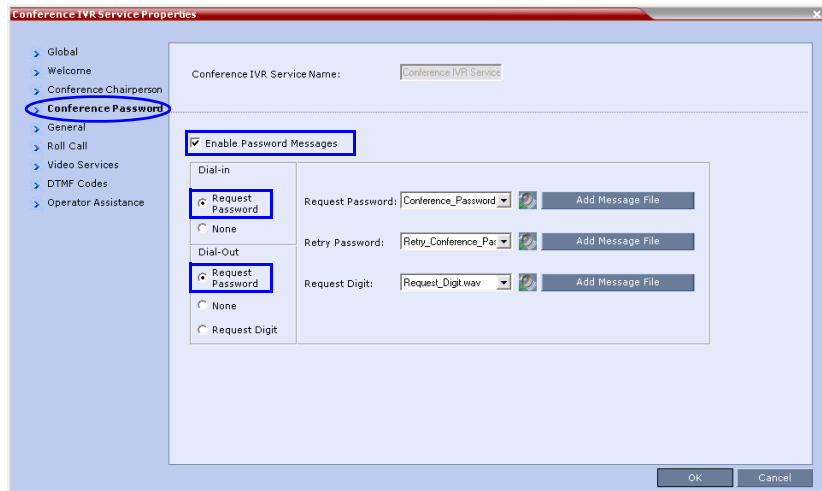 Conference IVR Service Properties
x
Global
Welcome
Conference Chairperson
Conference Password
General
Roll Call
Video Services
DTMF Codes
Operator Assistance
Conference IVR Service Name: Conference IVR Service
Enable Password Messages
Dial-in
Request
Password
None
Dial-Out
Request
Password
None
Request Digit
Request Password: Conference_Password Add Message File
Retry Password: Retry_Conference_Pas Add Message File
Request Digit: Request_Digit.wav Add Message File
OK Cancel